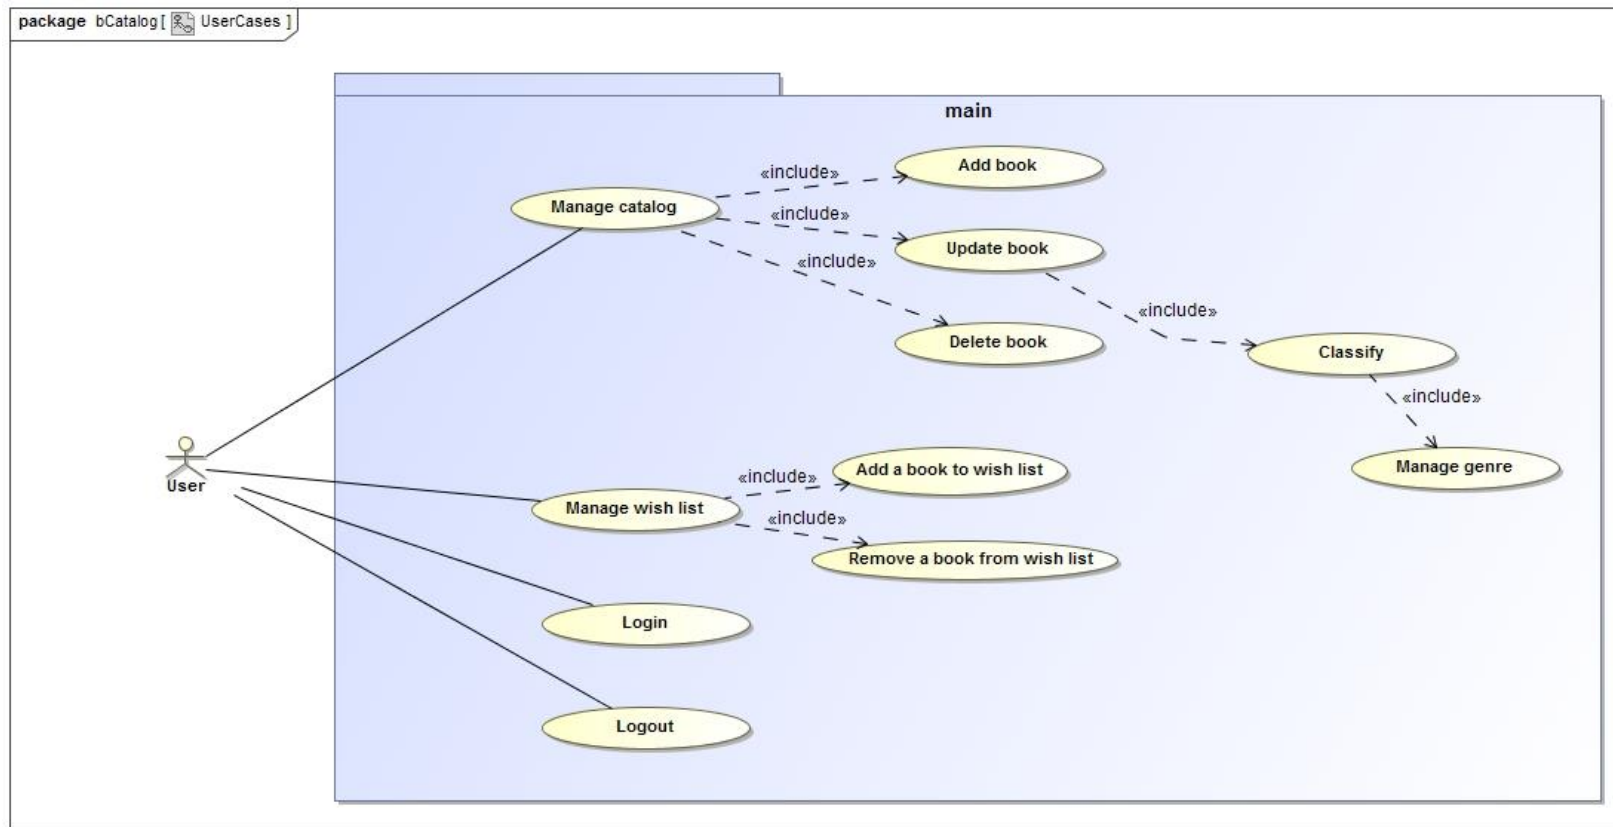 package bCatalog [ UserCases ]
main
«include»
Add book
Manage catalog
«include»
Update book
«include»
Delete book
«include»
Classify
«include»
Manage genre
User
Manage wish list
«include»
Add a book to wish list
«include»
Remove a book from wish list
Login
Logout